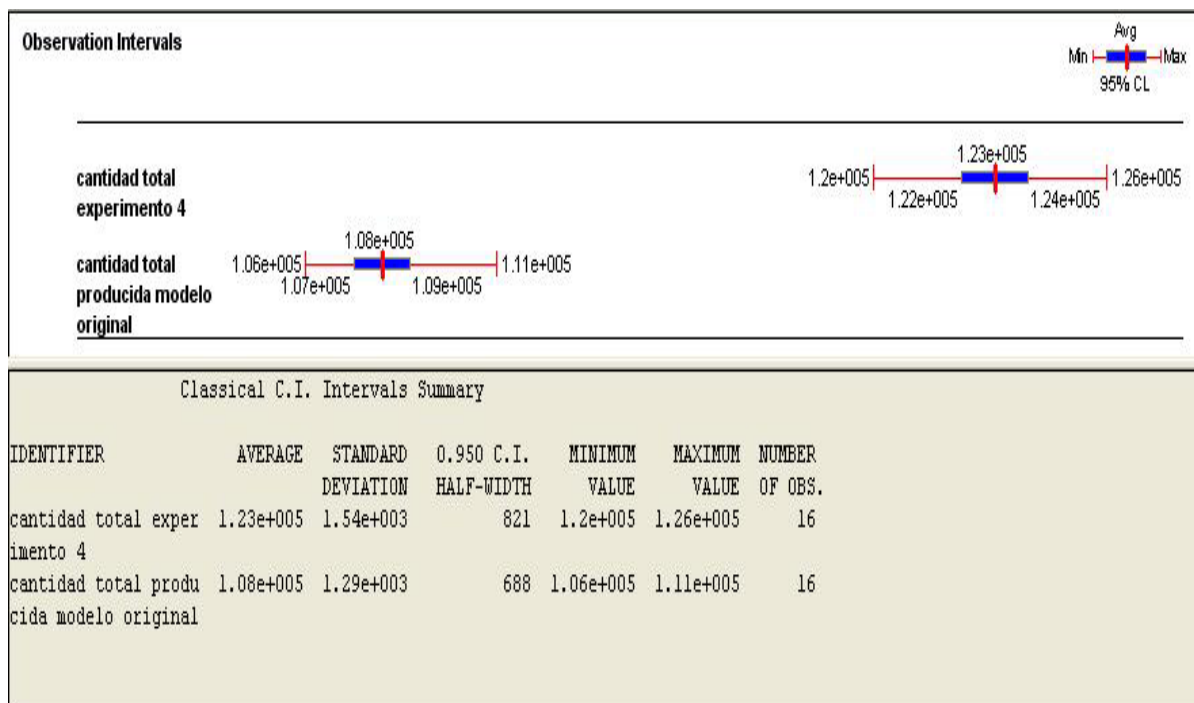 Observation Intervals
Avg
Min Max
95% CL
cantidad total
experimento 4
1.23e+005
1.2e+005 1.26e+005
1.22e+005 1.24e+005
cantidad total
producida modelo
original
1.08e+005
1.06e+005 1.11e+005
1.07e+005 1.09e+005
Classical C.I. Intervals Summary
IDENTIFIER AVERAGE STANDARD 0.950 C.I. MINIMUM MAXIMUM NUMBER
DEVIATION HALF-WIDTH VALUE VALUE OF OBS.
cantidad total exper 1.23e+005 1.54e+003 821 1.2e+005 1.26e+005 16
imento 4
cantidad total produ 1.08e+005 1.29e+003 688 1.06e+005 1.11e+005 16
cida modelo original